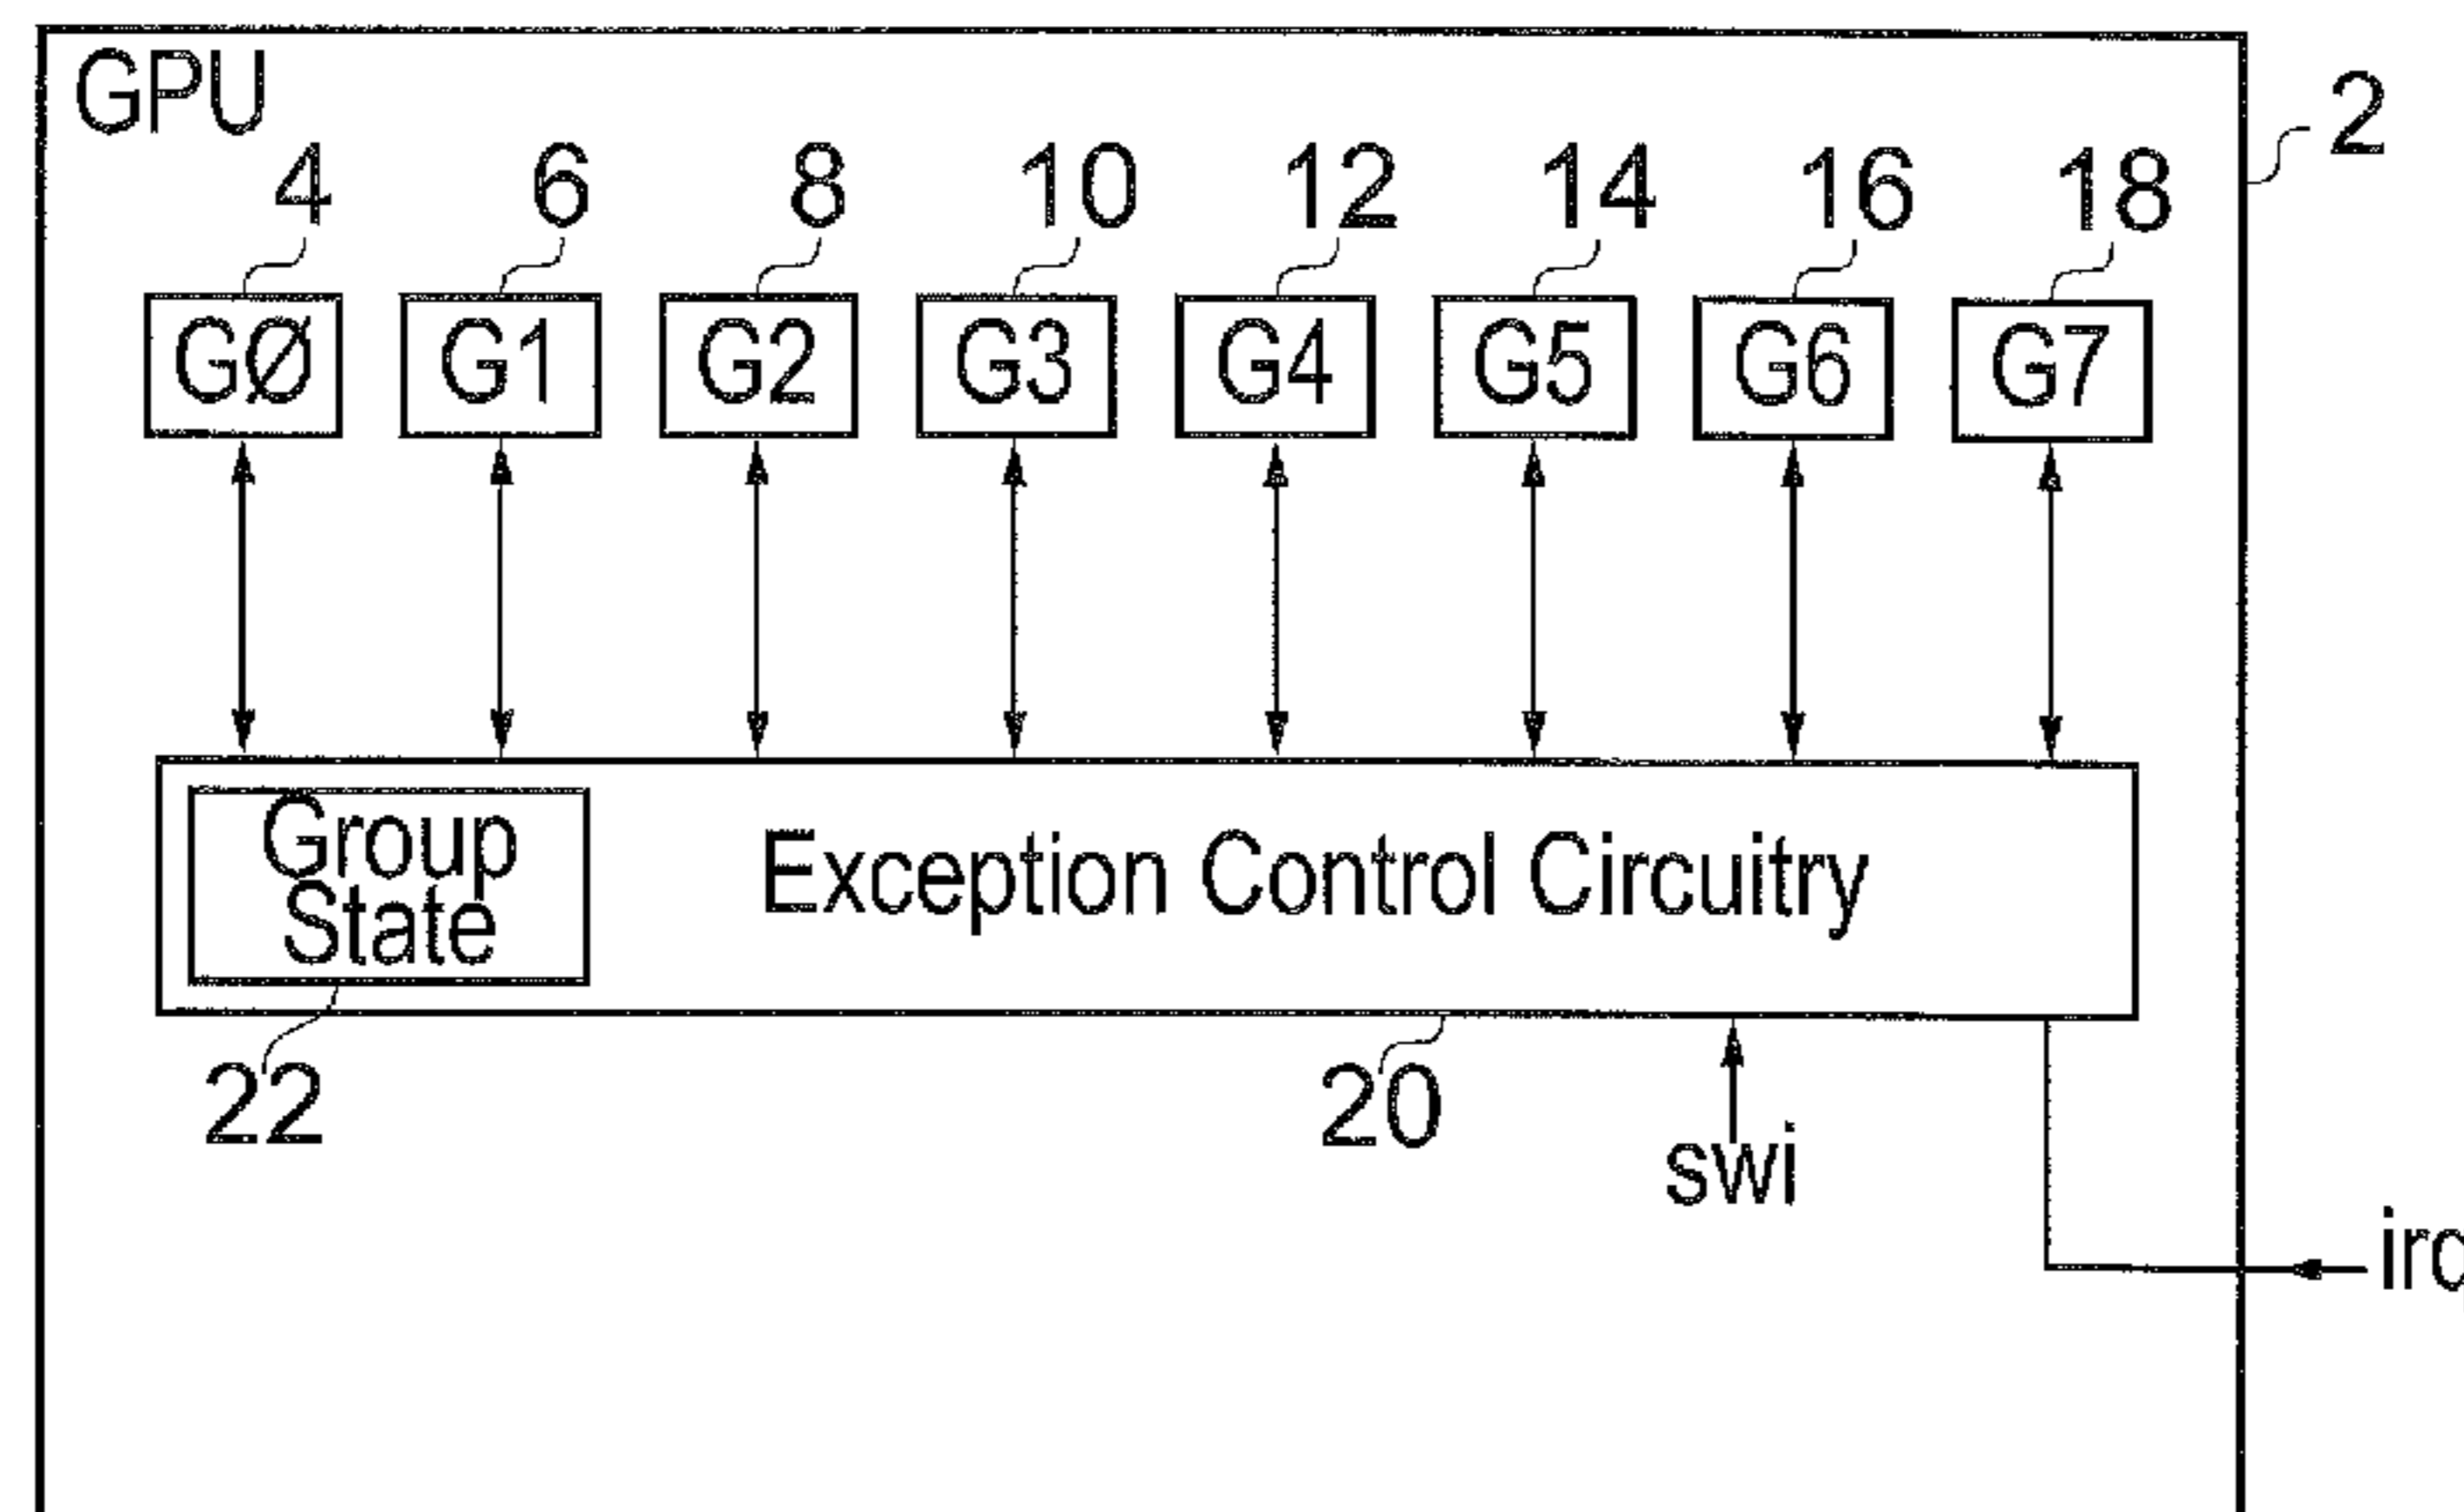 GPU
2
4 6 8 10 12 14 16 18
GØ G1 G2 G3 G4 G5 G6 G7
Group
State
Exception Control Circuitry
22
20
swi
irq